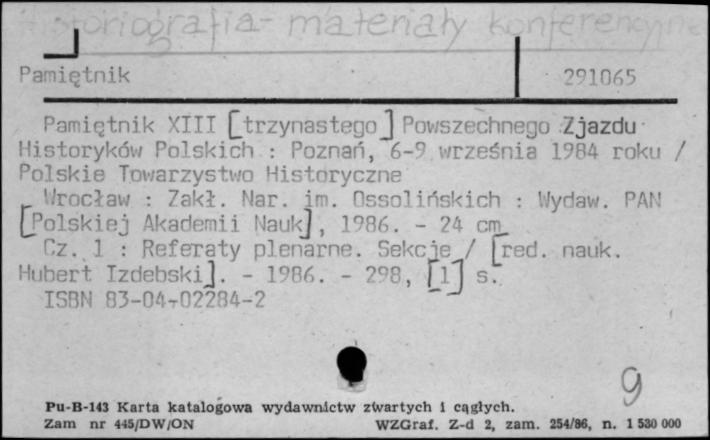 Historiografia - materiały konferencyjne
Pamiętnik 291065
Pamiętnik XIII [trzynastego] Powszechnego Zjazdu
Historyków Polskich : Poznań, 6-9 września 1984 roku /
Polskie Towarzystwo Historyczne
Wrocław : Zakł. Nar. im. Ossolińskich : Wydaw. PAN
[Polskiej Akademii Nauk], 1986. - 24 cm
Cz. 1 : Referaty plenarne. Sekcje / [red. nauk.
Hubert Izdebski]. - 1986. - 298, [1] s.
ISBN 83-04-02284-2
9
Pu-B-143 Karta katalogowa wydawnictw zwartych i ciągłych.
Zam nr 445/DW/ON WZGraf. Z-d 2, zam. 254/86, n. 1 530 000